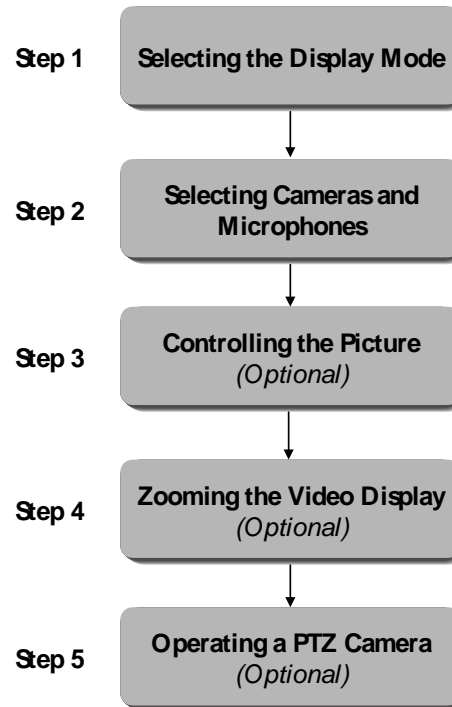 Step 1
Selecting the Display Mode
Step 2
Selecting Cameras and
Microphones
Step 3
Controlling the Picture
(Optional)
Step 4
Zooming the Video Display
(Optional)
Step 5
Operating a PTZ Camera
(Optional)